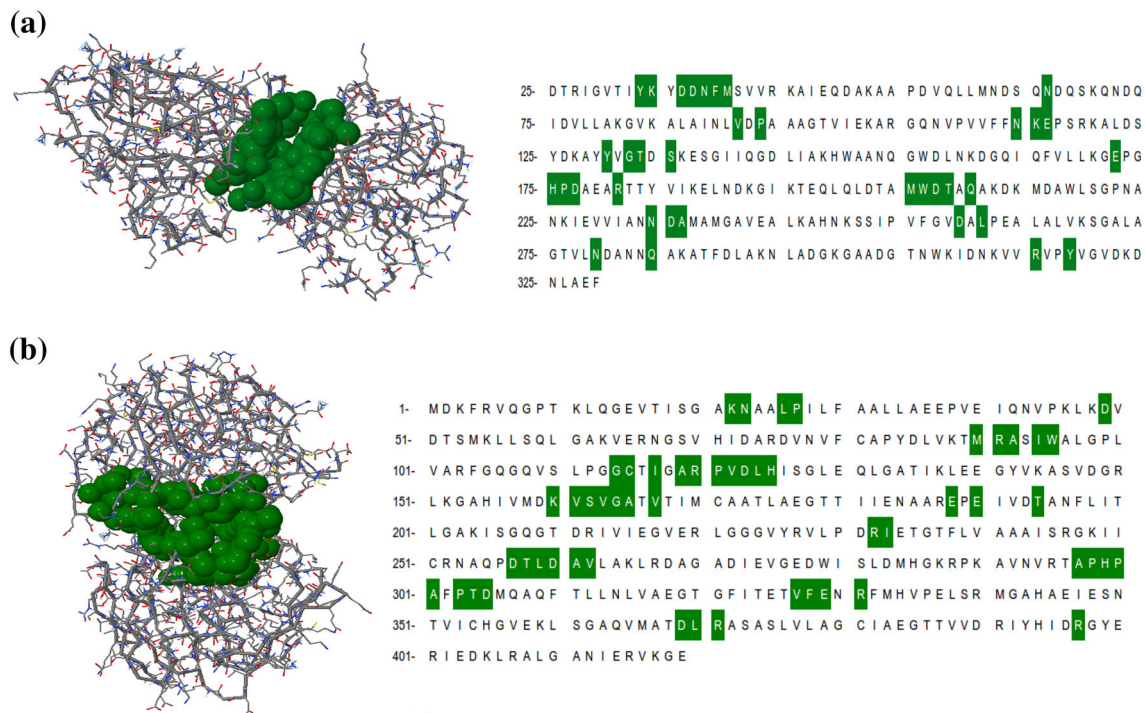 (a)
25- DTRIGVTIYK YDDNFMSVVR KAIEQDAKAA PDVQLLMNDS QNDQSKQNDQ
75- IDVLLAKGVK ALAINLVDPA AAGTVIEKAR GQNVPVVFFN KEPSRKALDS
125- YDKAYYVGTD SKESGIIQGD LIAKHWAANQ GWDLNKDGQI QFVLLKGEPG
175- HPDAEARTTY VIKELNDKGI KTEQLQLDTA MWDTAQAKDK MDAWLSGPNA
225- NKIEVVIANN DAMAMGAVEA LKAHNKSSIP VFGVDALPEA LALVKSGALA
275- GTVLNDANNQ AKATFDLAKN LADGKGAADG TNWKIDNKVV RVPYVGVDKD
325- NLAEF
(b)
1- MDKFRVQGPT KLQGEVTISG AKNAALPILF AALLAEEPVE IQNVPKLKDV
51- DTSMKLLSQL GAKVERNGSV HIDARDVNVF CAPYDLVKTM RASIWALGPL
101- VARFGQGQVS LPGGCTIGAR PVDLHISGLE QLGATIKLEE GYVKASVDGR
151- LKGAHIVMDK VSVGATVTIM CAATLAEGTT IIENAAREPE IVDTANFLIT
201- LGAKISGQGT DRIVIEGVER LGGGVYRVLP DRIETGTFLV AAAISRGKII
251- CRNAQPDTLD AVLAKLRDAG ADIEVGEDWI SLDMHGKRPK AVNVRTAPHP
301- AFPTDMQAQF TLLNLVAEGT GFITETVFEN RFMHVPELSR MGAHAEIESN
351- TVICHGVEKL SGAQVMATDL RASASLVLAG CIAEGTTVVD RIYHIDRGYE
401- RIEDKLRALG ANIERVKGE